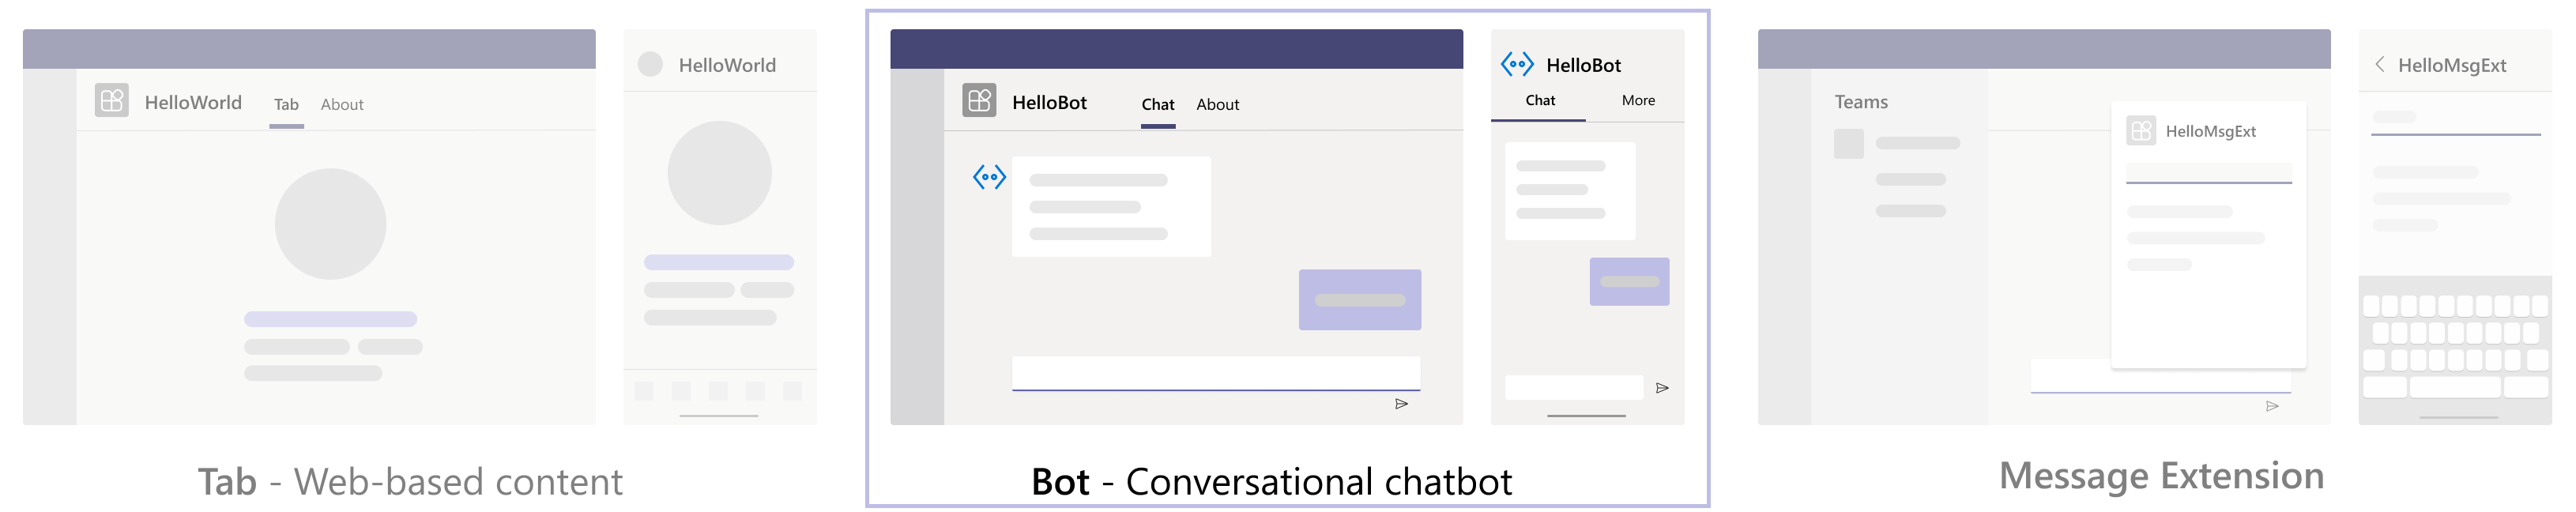 HelloWorld Tab About
HelloWorld
Tab - Web-based content
HelloBot Chat About
HelloBot
Chat More
Bot - Conversational chatbot
Teams
HelloMsgExt
HelloMsgExt
Message Extension